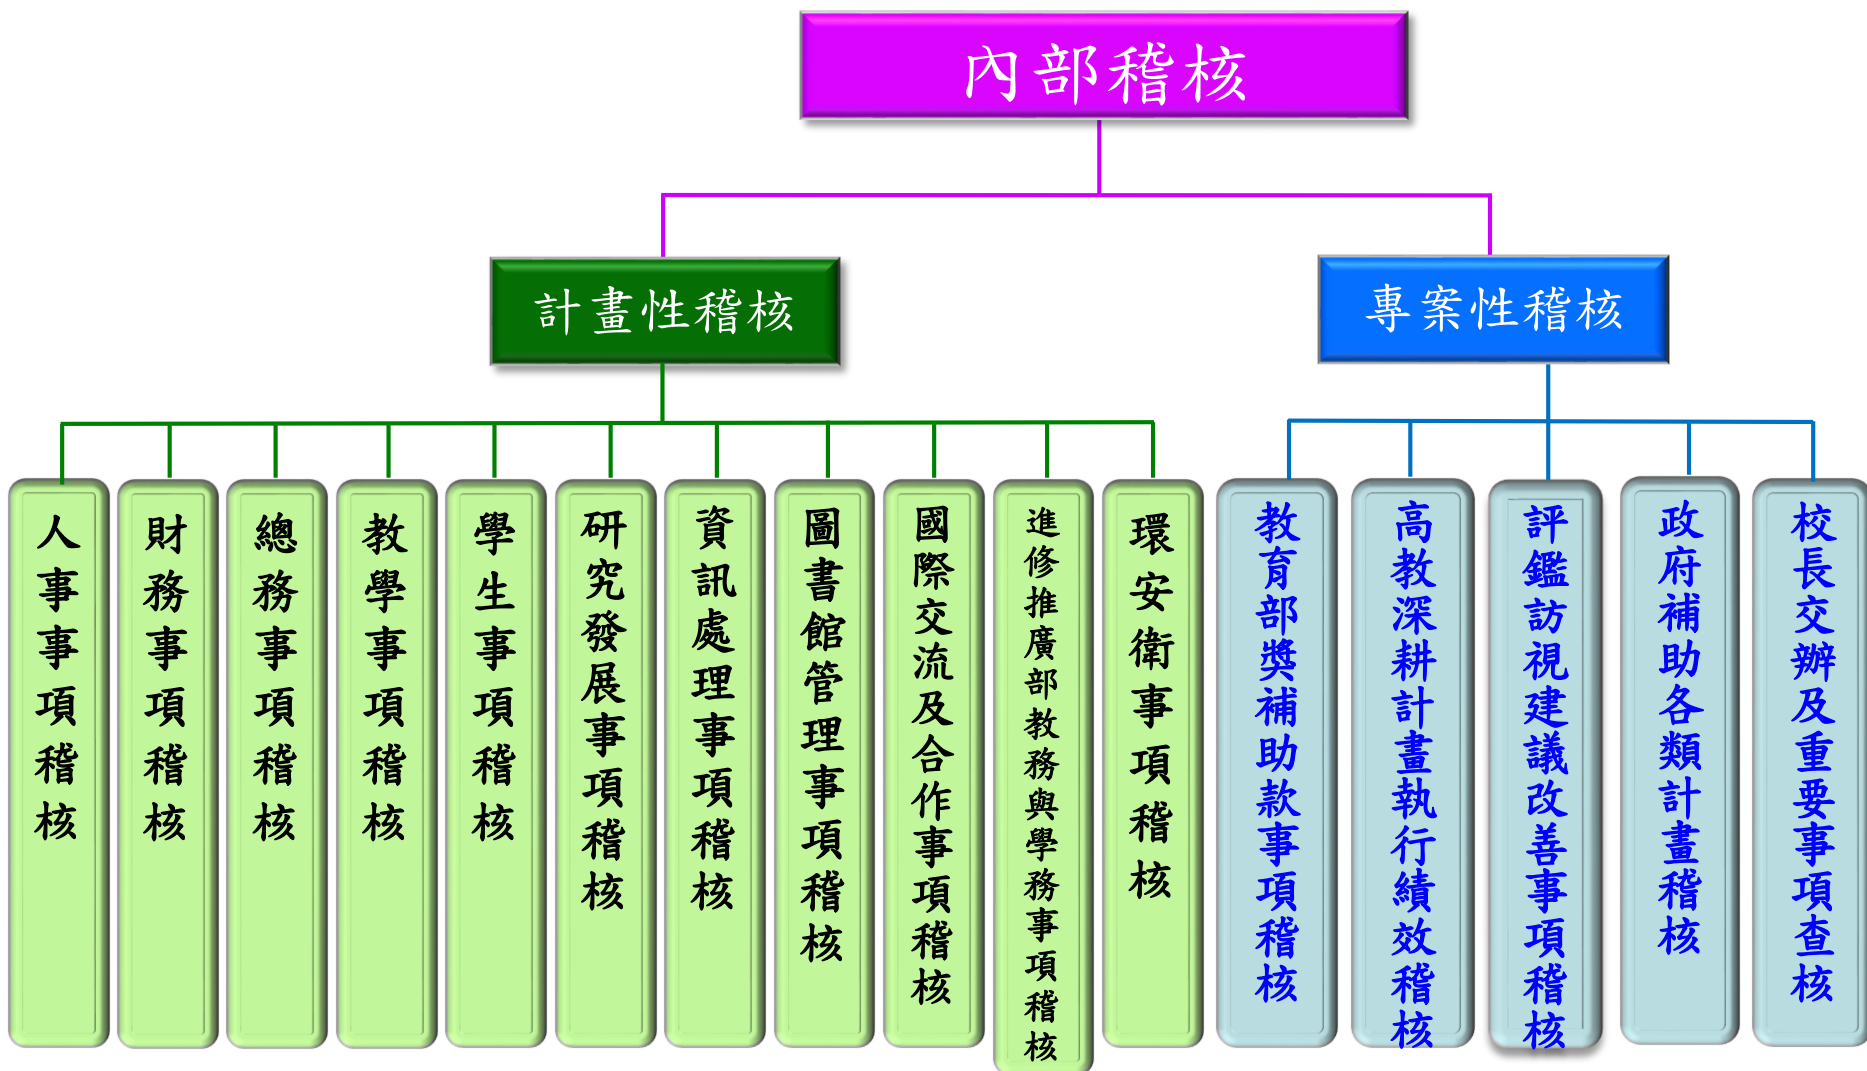 內部稽核
計畫性稽核
專案性稽核
人事事項稽核
財務事項稽核
總務事項稽核
教學事項稽核
學生事項稽核
研究發展事項稽核
資訊處理事項稽核
圖書館管理事項稽核
國際交流及合作事項稽核
進修推廣部教務與學務事項稽核
環安衛事項稽核
教育部獎補助款事項稽核
高教深耕計畫執行績效稽核
評鑑訪視建議改善事項稽核
政府補助各類計畫稽核
校長交辦及重要事項查核